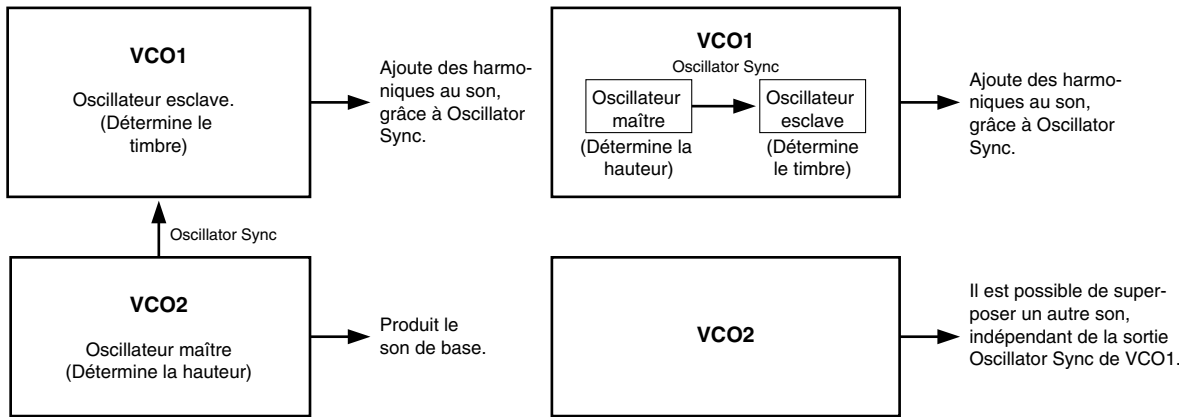 VCO1
Oscillateur esclave.
(Détermine le
timbre)
Ajoute des harmo-
niques au son,
grâce à Oscillator
Sync.
Oscillator Sync
VCO2
Oscillateur maître
(Détermine la hauteur)
Produit le
son de base.
VCO1
Oscillator Sync
Oscillateur
maître
(Détermine la
hauteur)
Oscillateur
esclave
(Détermine
le timbre)
Ajoute des harmo-
niques au son,
grâce à Oscillator
Sync.
VCO2
Il est possible de super-
poser un autre son,
indépendant de la sortie
Oscillator Sync de VCO1.